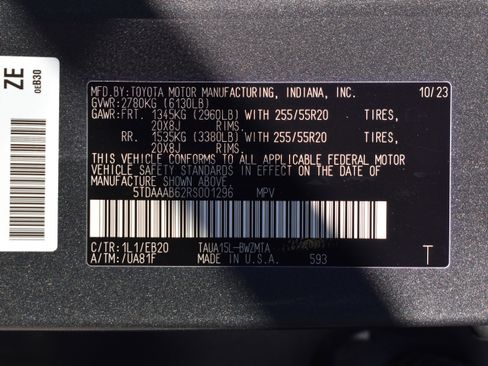 ZE
0EB30
MFD.BY:TOYOTA MOTOR MANUFACTURING, INDIANA, INC. 10/23
GVWR:2780KG (6130LB)
GAWR:FRT. 1345KG (2960LB) WITH 255/55R20 TIRES,
20X8J RIMS.
RR. 1535KG (3380LB) WITH 255/55R20 TIRES,
20X8J RIMS.
THIS VEHICLE CONFORMS TO ALL APPLICABLE FEDERAL MOTOR
VEHICLE SAFETY STANDARDS IN EFFECT ON THE DATE OF
MANUFACTURE SHOWN ABOVE.
5TDAAAB62RS001296 MPV
C/TR:1L1/EB20 TAUA15L-BWZMTA
A/TM:/UA81F MADE IN U.S.A. 593 T